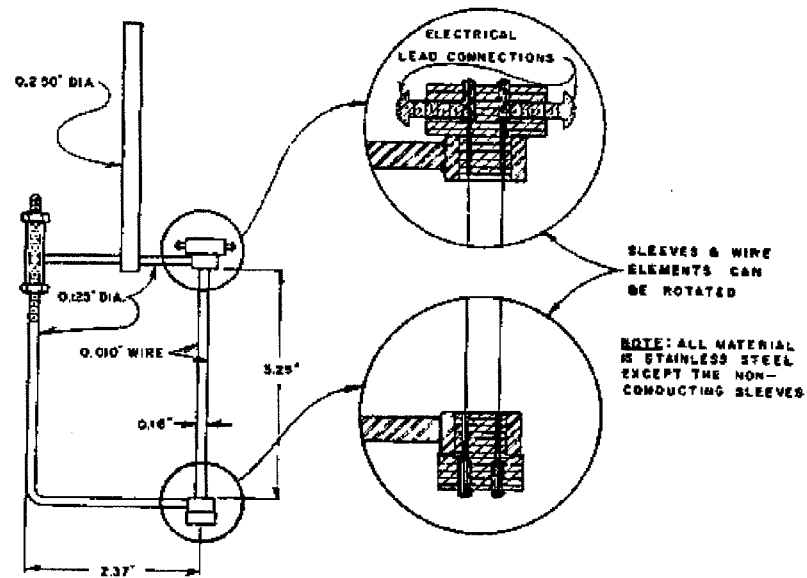 ELECTRICAL
LEAD CONNECTIONS
0.250" DIA.
0.125" DIA.
0.010" WIRE
3.25"
0.16"
2.37"
SLEEVES & WIRE
ELEMENTS CAN
BE ROTATED
NOTE: ALL MATERIAL
IS STAINLESS STEEL
EXCEPT THE NON-
CONDUCTING SLEEVES